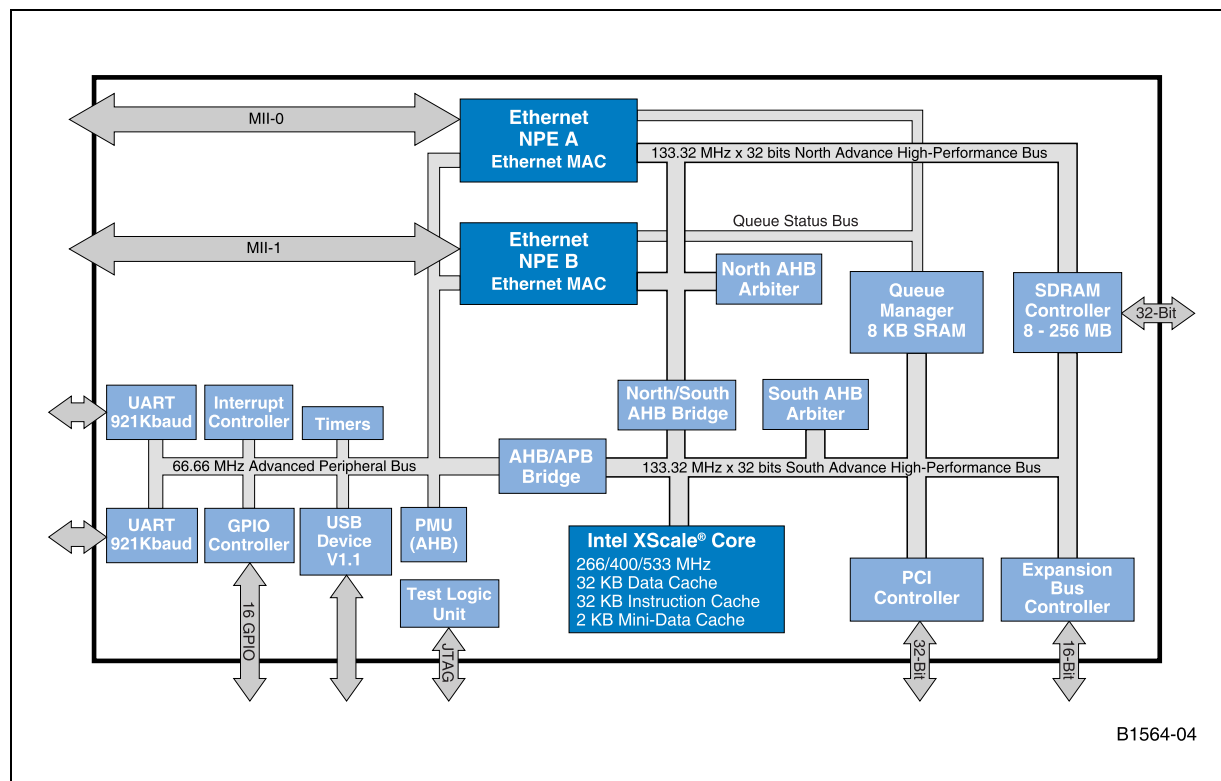 MII-0
Ethernet
NPE A
Ethernet MAC
133.32 MHz x 32 bits North Advance High-Performance Bus
Queue Status Bus
MII-1
Ethernet
NPE B
Ethernet MAC
North AHB
Arbiter
Queue
Manager
8 KB SRAM
SDRAM
Controller
8 - 256 MB
32-Bit
UART
921Kbaud
Interrupt
Controller
Timers
North/South
AHB Bridge
South AHB
Arbiter
66.66 MHz Advanced Peripheral Bus
AHB/APB
Bridge
133.32 MHz x 32 bits South Advance High-Performance Bus
UART
921Kbaud
GPIO
Controller
USB
Device
V1.1
PMU
(AHB)
Intel XScale® Core
266/400/533 MHz
32 KB Data Cache
32 KB Instruction Cache
2 KB Mini-Data Cache
PCI
Controller
Expansion
Bus
Controller
Test Logic
Unit
16 GPIO
JTAG
32-Bit
16-Bit
B1564-04